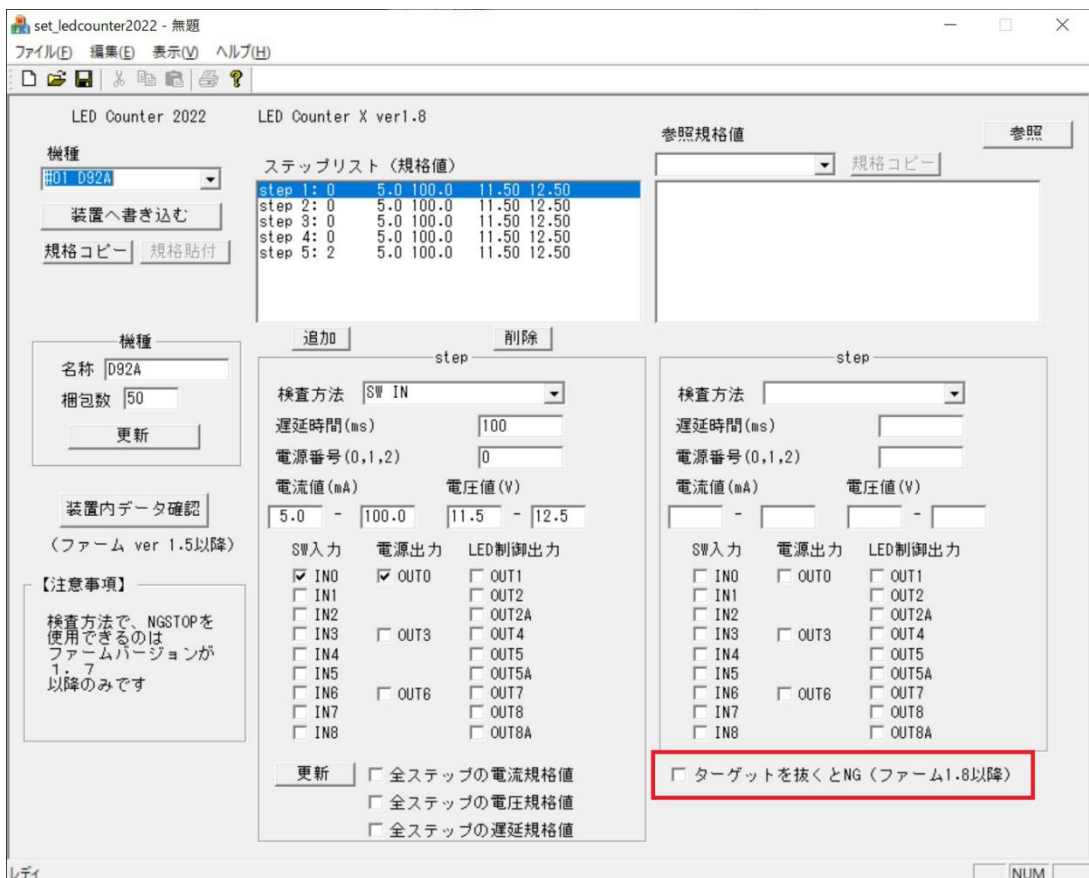 set_ledcounter2022 - 無題
ファイル(F) 編集(E) 表示(V) ヘルプ(H)
LED Counter 2022
LED Counter X ver1.8
機種
#01 D92A
装置へ書き込む
規格コピー 規格貼付
ステップリスト (規格値)
step 1: 0 5.0 100.0 11.50 12.50
step 2: 0 5.0 100.0 11.50 12.50
step 3: 0 5.0 100.0 11.50 12.50
step 4: 0 5.0 100.0 11.50 12.50
step 5: 2 5.0 100.0 11.50 12.50
追加 削除
参照規格値
参照
規格コピー
機種
名称 D92A
梱包数 50
更新
装置内データ確認
(ファーム ver 1.5以降)
【注意事項】
検査方法で、NGSTOPを
使用できるのは
ファームバージョンが
1.7
以降のみです
step
検査方法 SW IN
遅延時間(ms) 100
電源番号(0,1,2) 0
電流値(mA) 電圧値(V)
5.0 - 100.0 11.5 - 12.5
SW入力 電源出力 LED制御出力
IN0 OUT0 OUT1
IN1 OUT2
IN2 OUT2A
IN3 OUT3 OUT4
IN4 OUT5
IN5 OUT5A
IN6 OUT6 OUT7
IN7 OUT8
IN8 OUT8A
更新
全ステップの電流規格値
全ステップの電圧規格値
全ステップの遅延規格値
step
検査方法
遅延時間(ms)
電源番号(0,1,2)
電流値(mA) 電圧値(V)
- -
SW入力 電源出力 LED制御出力
IN0 OUT0 OUT1
IN1 OUT2
IN2 OUT2A
IN3 OUT3 OUT4
IN4 OUT5
IN5 OUT5A
IN6 OUT6 OUT7
IN7 OUT8
IN8 OUT8A
ターゲットを抜くとNG (ファーム1.8以降)
レディ
NUM